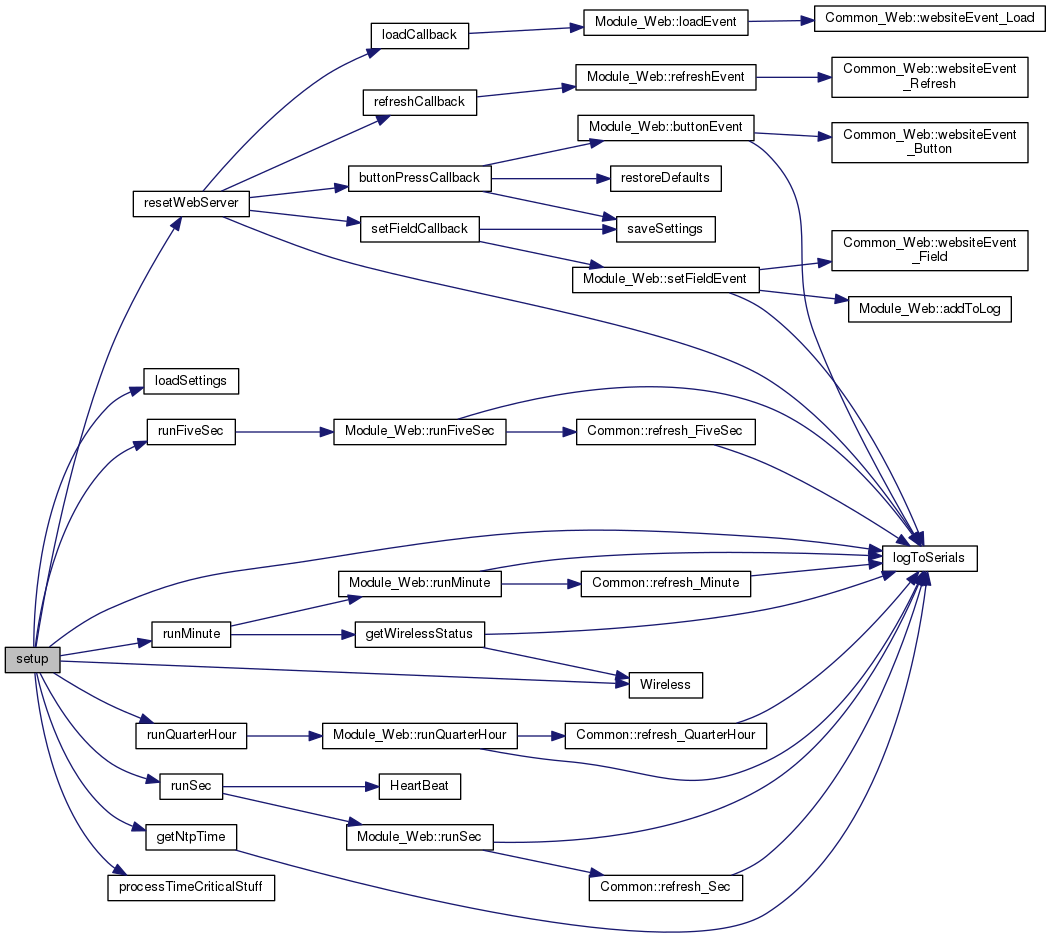 loadCallback
Module_Web::loadEvent
Common_Web::websiteEvent_Load
refreshCallback
Module_Web::refreshEvent
Common_Web::websiteEvent
_Refresh
Module_Web::buttonEvent
Common_Web::websiteEvent
_Button
resetWebServer
buttonPressCallback
restoreDefaults
setFieldCallback
saveSettings
Common_Web::websiteEvent
_Field
Module_Web::setFieldEvent
Module_Web::addToLog
loadSettings
runFiveSec
Module_Web::runFiveSec
Common::refresh_FiveSec
logToSerials
Module_Web::runMinute
Common::refresh_Minute
runMinute
getWirelessStatus
setup
Wireless
runQuarterHour
Module_Web::runQuarterHour
Common::refresh_QuarterHour
runSec
HeartBeat
getNtpTime
Module_Web::runSec
processTimeCriticalStuff
Common::refresh_Sec